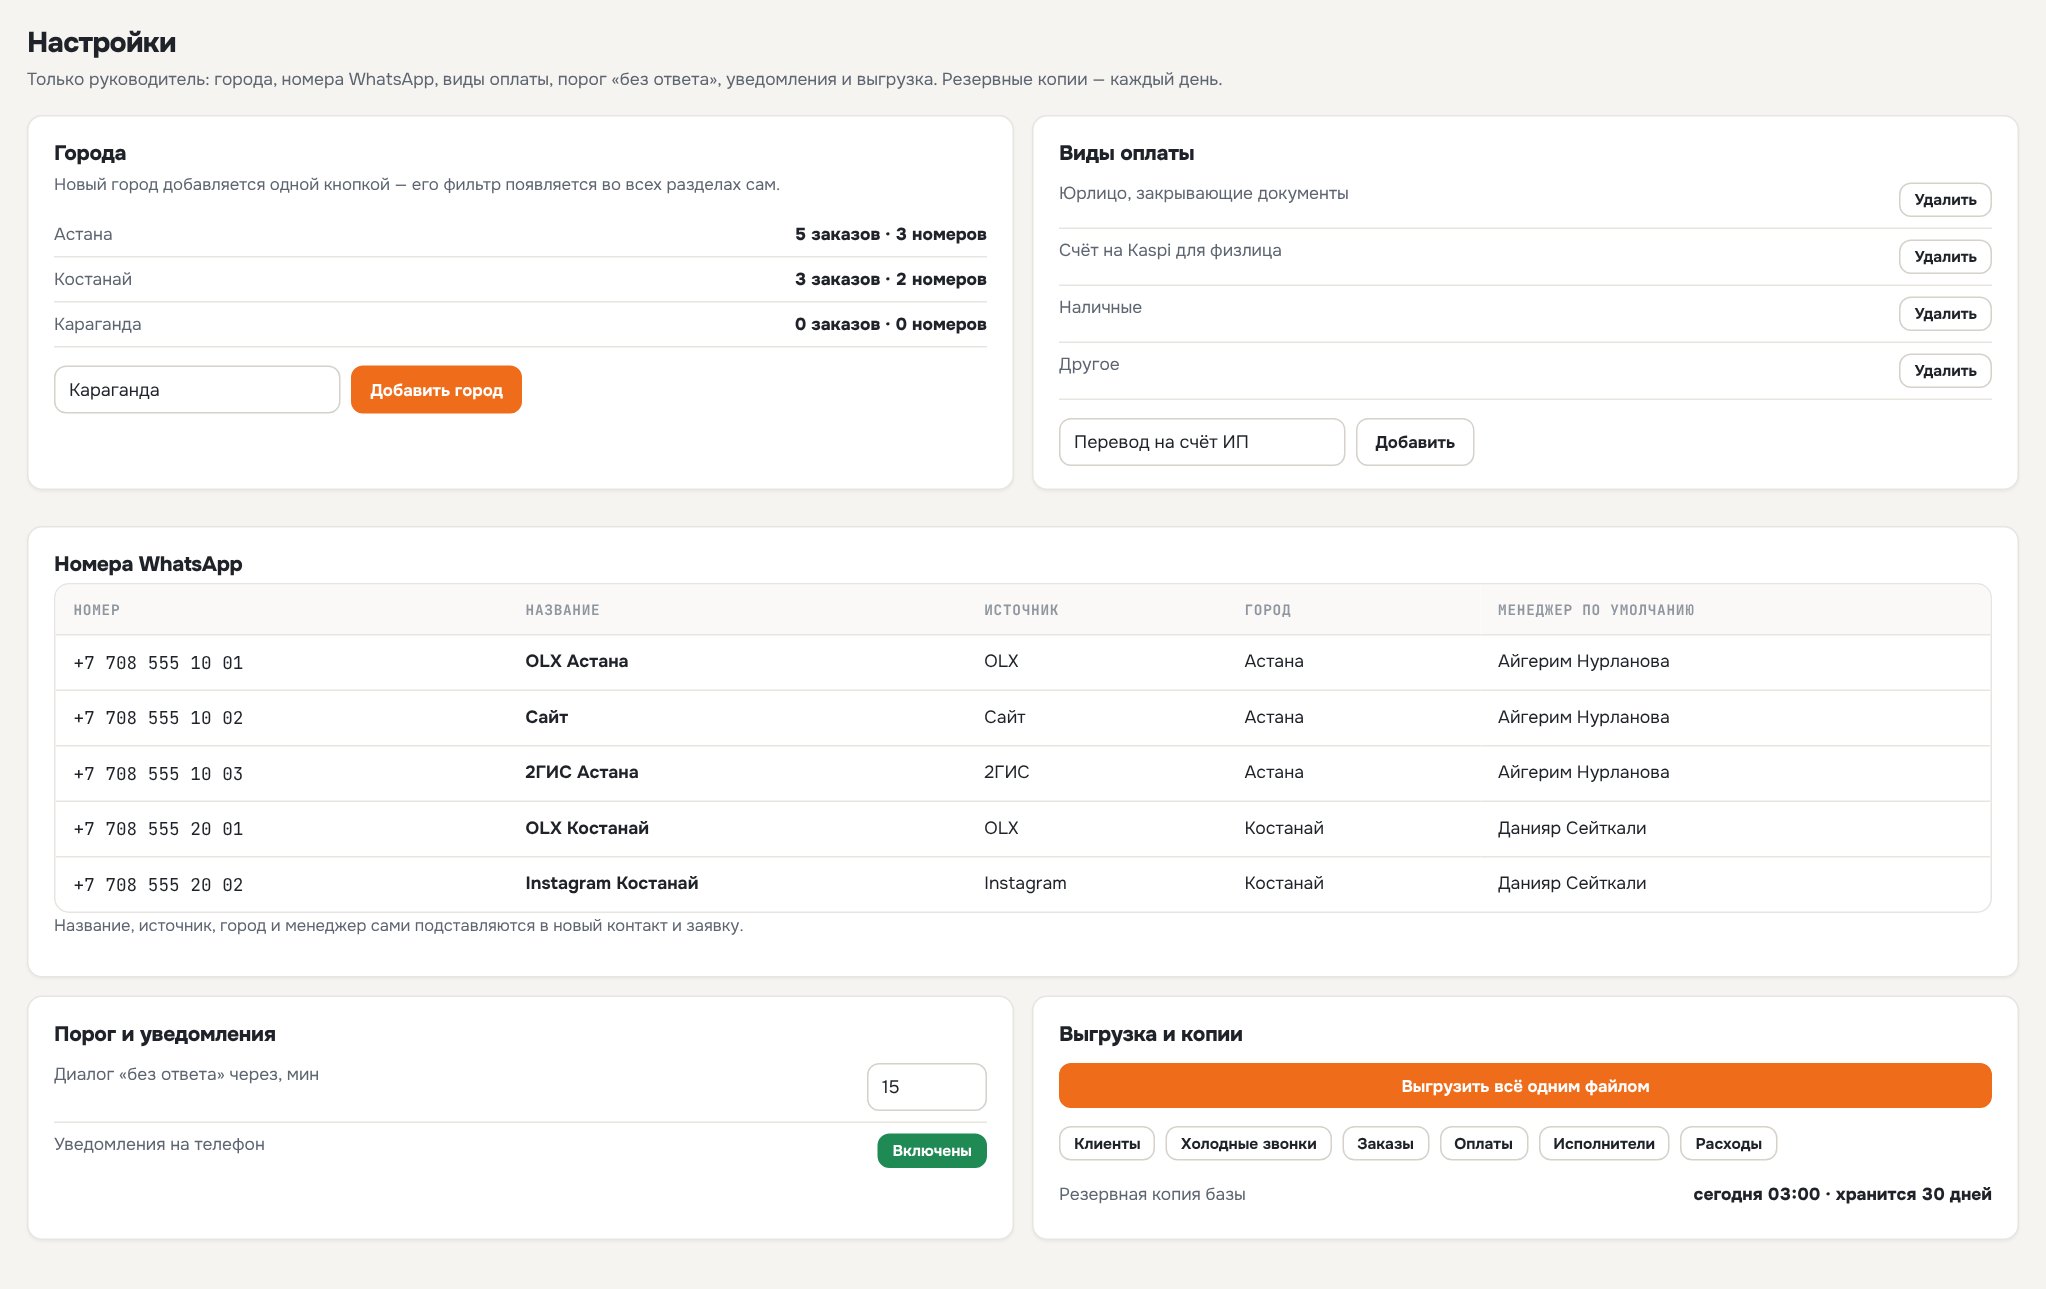 Настройки
Только руководитель: города, номера WhatsApp, виды оплаты, порог «без ответа», уведомления и выгрузка. Резервные копии — каждый день.
Города
Новый город добавляется одной кнопкой — его фильтр появляется во всех разделах сам.
Астана 5 заказов · 3 номеров
Костанай 3 заказов · 2 номеров
Караганда 0 заказов · 0 номеров
Караганда Добавить город
Виды оплаты
Юрлицо, закрывающие документы Удалить
Счёт на Kaspi для физлица Удалить
Наличные Удалить
Другое Удалить
Перевод на счёт ИП Добавить
Номера WhatsApp
НОМЕР НАЗВАНИЕ ИСТОЧНИК ГОРОД МЕНЕДЖЕР ПО УМОЛЧАНИЮ
+7 708 555 10 01 OLX Астана OLX Астана Айгерим Нурланова
+7 708 555 10 02 Сайт Сайт Астана Айгерим Нурланова
+7 708 555 10 03 2ГИС Астана 2ГИС Астана Айгерим Нурланова
+7 708 555 20 01 OLX Костанай OLX Костанай Данияр Сейткали
+7 708 555 20 02 Instagram Костанай Instagram Костанай Данияр Сейткали
Название, источник, город и менеджер сами подставляются в новый контакт и заявку.
Порог и уведомления
Диалог «без ответа» через, мин 15
Уведомления на телефон Включены
Выгрузка и копии
Выгрузить всё одним файлом
Клиенты Холодные звонки Заказы Оплаты Исполнители Расходы
Резервная копия базы сегодня 03:00 · хранится 30 дней